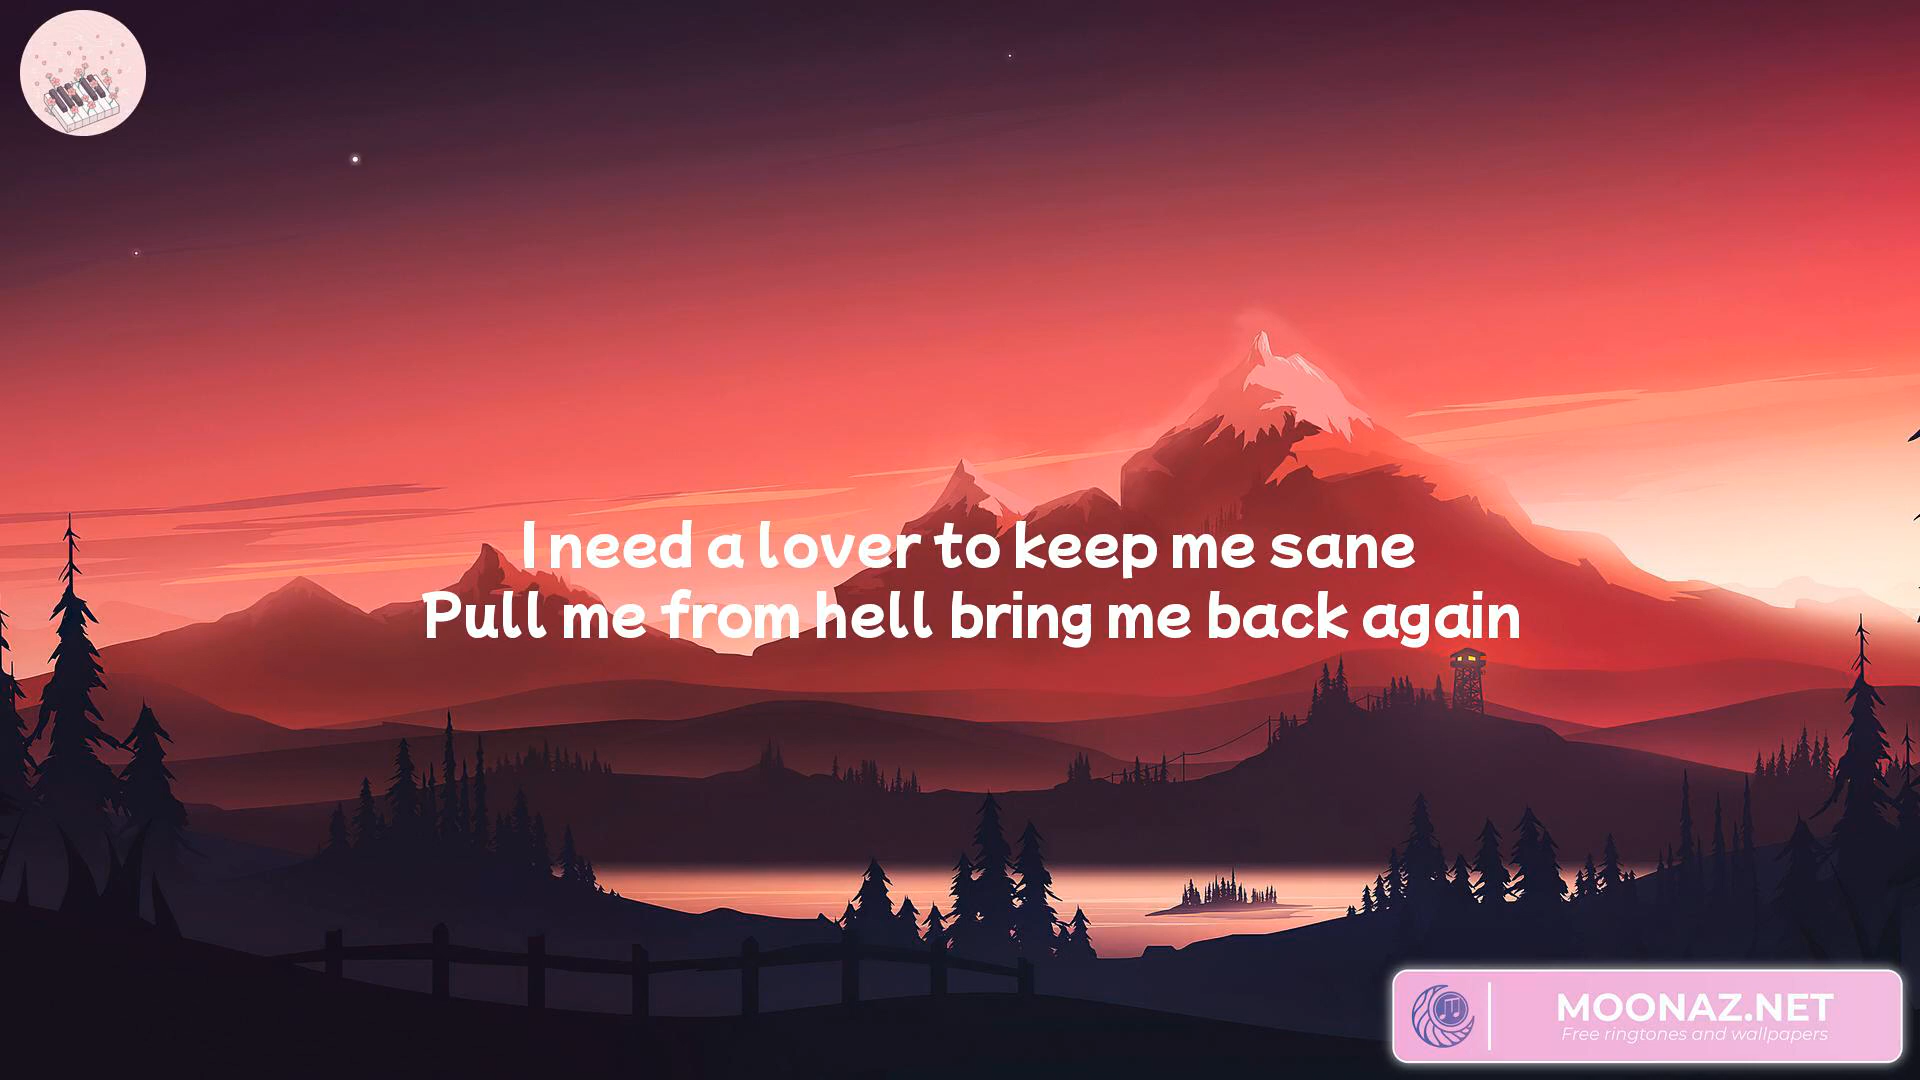 I need a lover to keep me sane
Pull me from hell bring me back again
MOONAZ.NET
Free ringtones and wallpapers